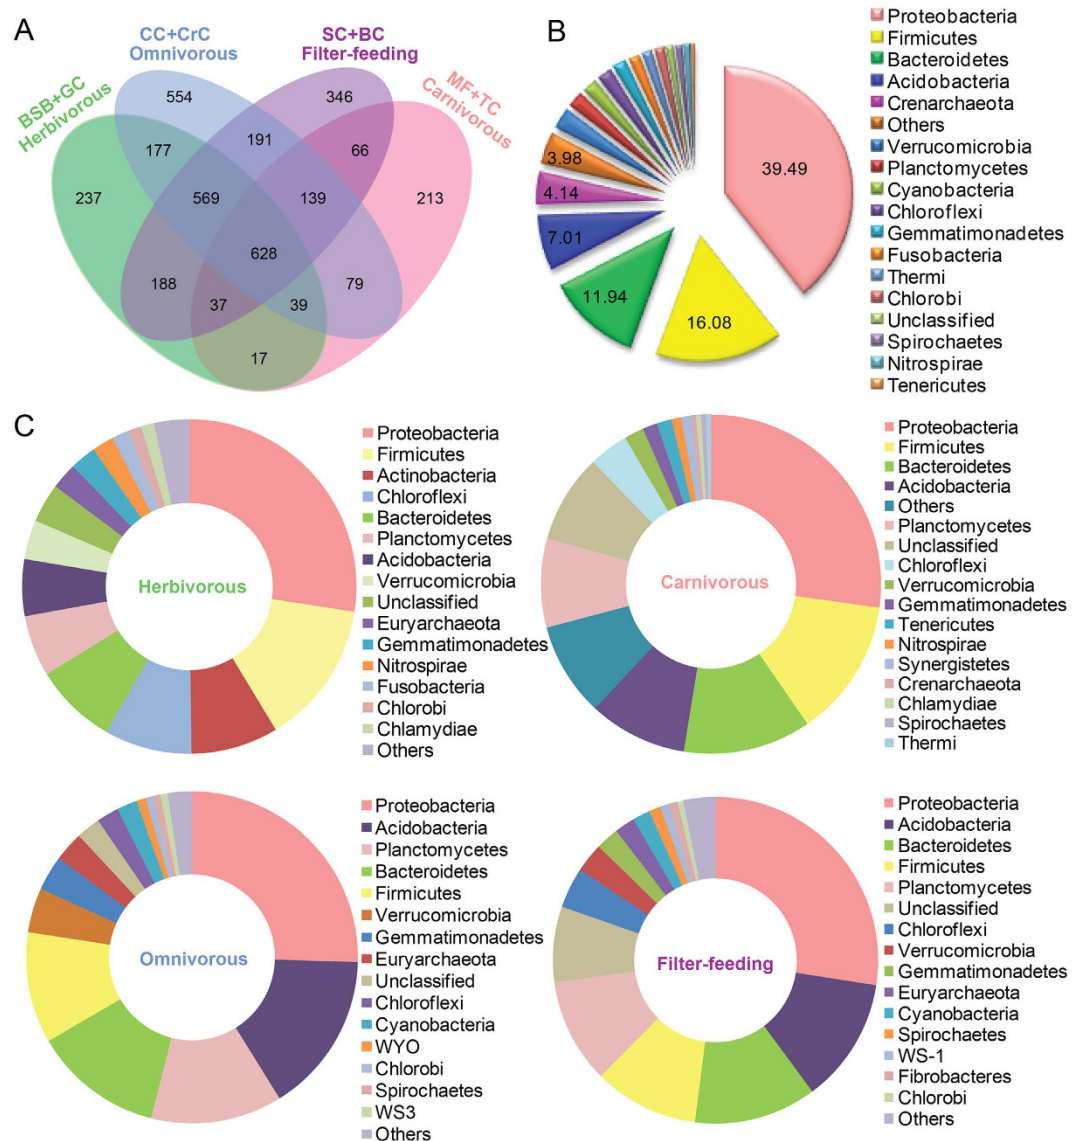 A
CC+CrC
Omnivorous
SC+BC
Filter-feeding
BSB+GC
Herbivorous
MF+TC
Carnivorous
554
346
177
191
66
237
569
139
213
188
628
37
39
79
17
B
39.49
16.08
11.94
7.01
4.14
3.98
Proteobacteria
Firmicutes
Bacteroidetes
Acidobacteria
Crenarchaeota
Others
Verrucomicrobia
Planctomycetes
Cyanobacteria
Chloroflexi
Gemmatimonadetes
Fusobacteria
Thermi
Chlorobi
Unclassified
Spirochaetes
Nitrospirae
Tenericutes
C
Herbivorous
Proteobacteria
Firmicutes
Actinobacteria
Chloroflexi
Bacteroidetes
Planctomycetes
Acidobacteria
Verrucomicrobia
Unclassified
Euryarchaeota
Gemmatimonadetes
Nitrospirae
Fusobacteria
Chlorobi
Chlamydiae
Others
Carnivorous
Proteobacteria
Firmicutes
Bacteroidetes
Acidobacteria
Others
Planctomycetes
Unclassified
Chloroflexi
Verrucomicrobia
Gemmatimonadetes
Tenericutes
Nitrospirae
Synergistetes
Crenarchaeota
Chlamydiae
Spirochaetes
Thermi
Omnivorous
Proteobacteria
Acidobacteria
Planctomycetes
Bacteroidetes
Firmicutes
Verrucomicrobia
Gemmatimonadetes
Euryarchaeota
Unclassified
Chloroflexi
Cyanobacteria
WYO
Chlorobi
Spirochaetes
WS3
Others
Filter-feeding
Proteobacteria
Acidobacteria
Bacteroidetes
Firmicutes
Planctomycetes
Unclassified
Chloroflexi
Verrucomicrobia
Gemmatimonadetes
Euryarchaeota
Cyanobacteria
Spirochaetes
WS-1
Fibrobacteres
Chlorobi
Others